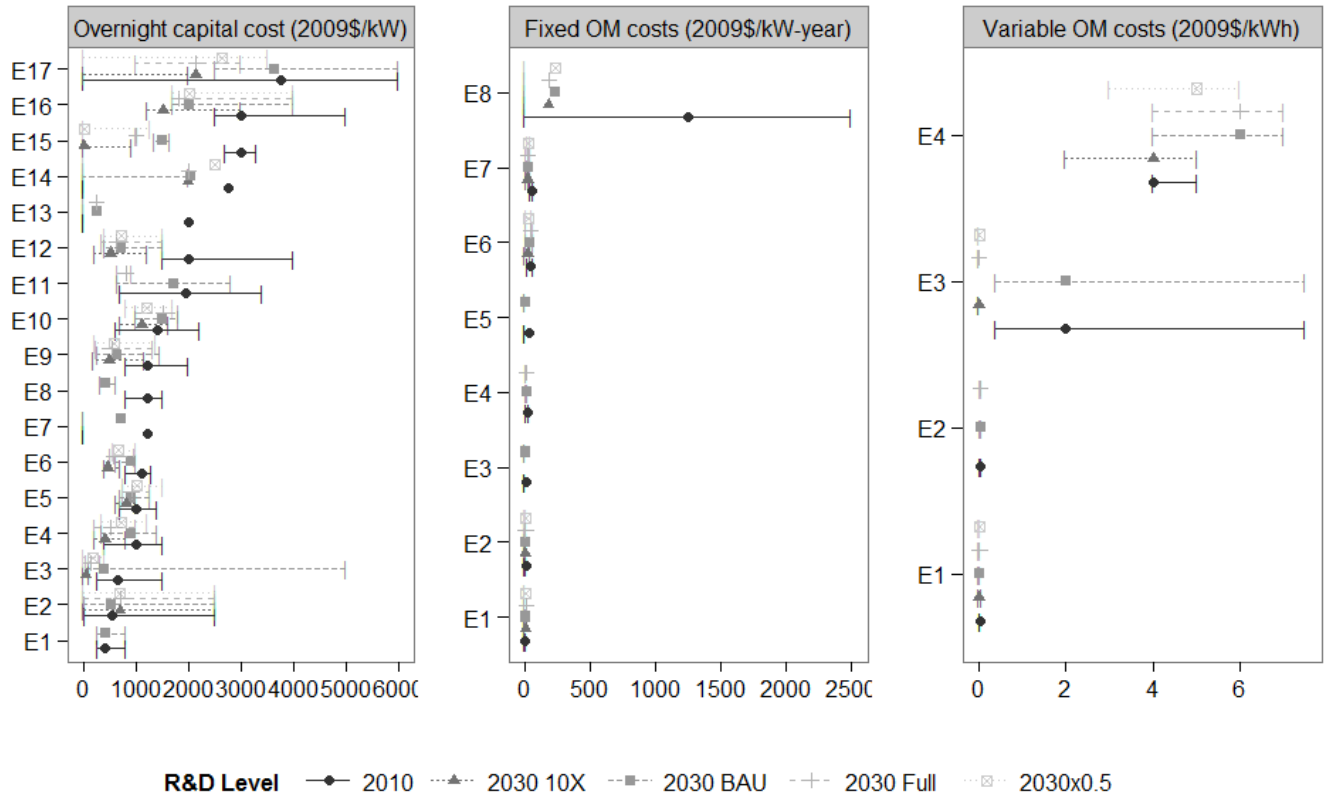 Overnight capital cost (2009$/kW)
E17
E16
E15
E14
E13
E12
E11
E10
E9
E8
E7
E6
E5
E4
E3
E2
E1
0 1000 2000 3000 4000 5000 6000
Fixed OM costs (2009$/kW-year)
E8
E7
E6
E5
E4
E3
E2
E1
0 500 1000 1500 2000 2500
Variable OM costs (2009$/kWh)
E4
E3
E2
E1
0 2 4 6
R&D Level 2010 2030 10X 2030 BAU 2030 Full 2030x0.5